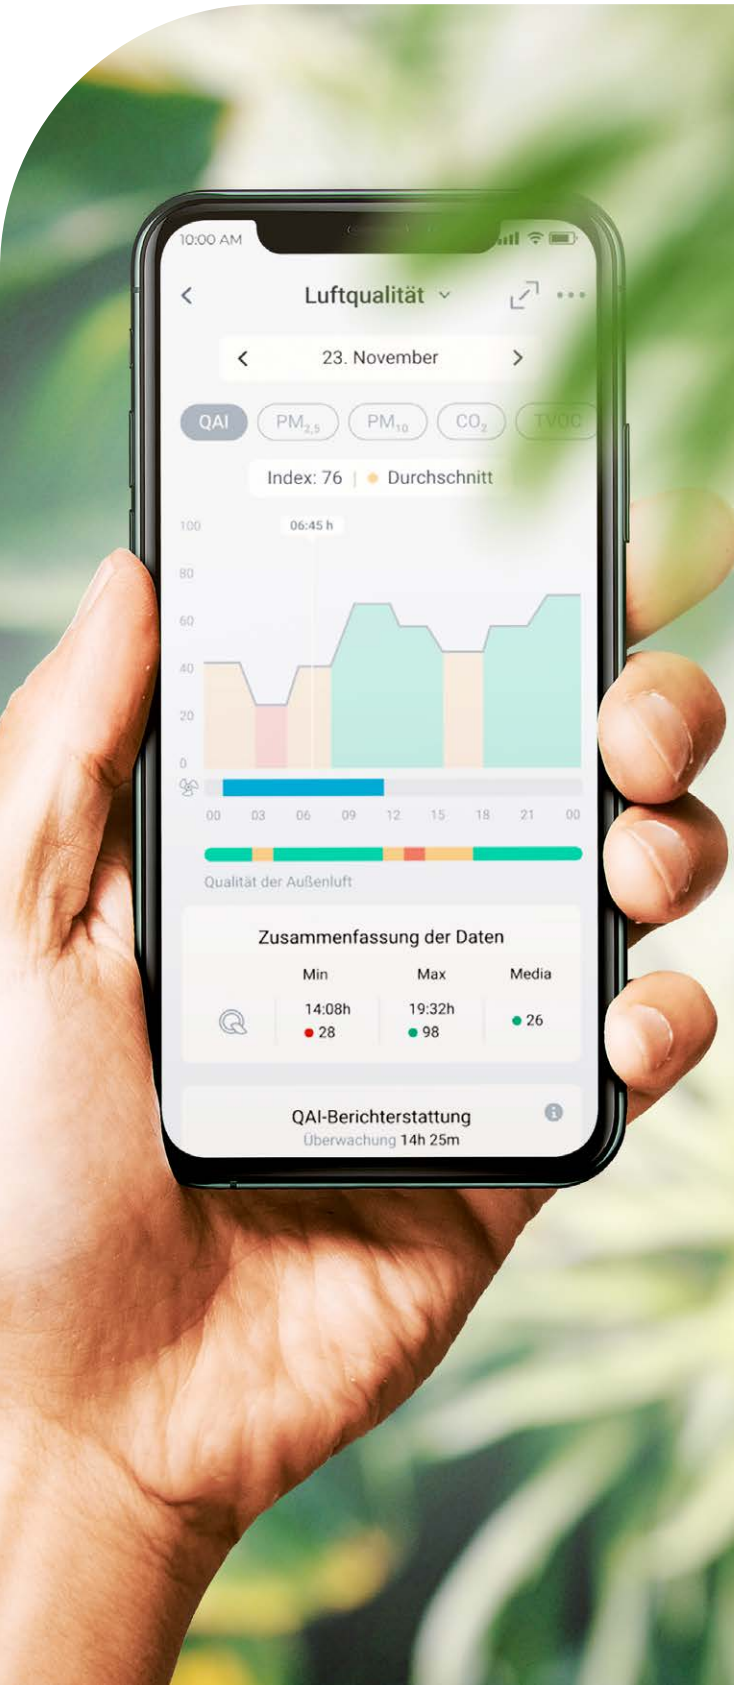 10:00 AM
Luftqualität
23. November
QAI PM2,5 PM10 CO2 TVOC
Index: 76 | Durchschnitt
100
06:45 h
80
60
40
20
0
00 03 06 09 12 15 18 21 00
Qualität der Außenluft
Zusammenfassung der Daten
Min Max Media
14:08h 19:32h
28 98 26
QAI-Berichterstattung
Überwachung 14h 25m